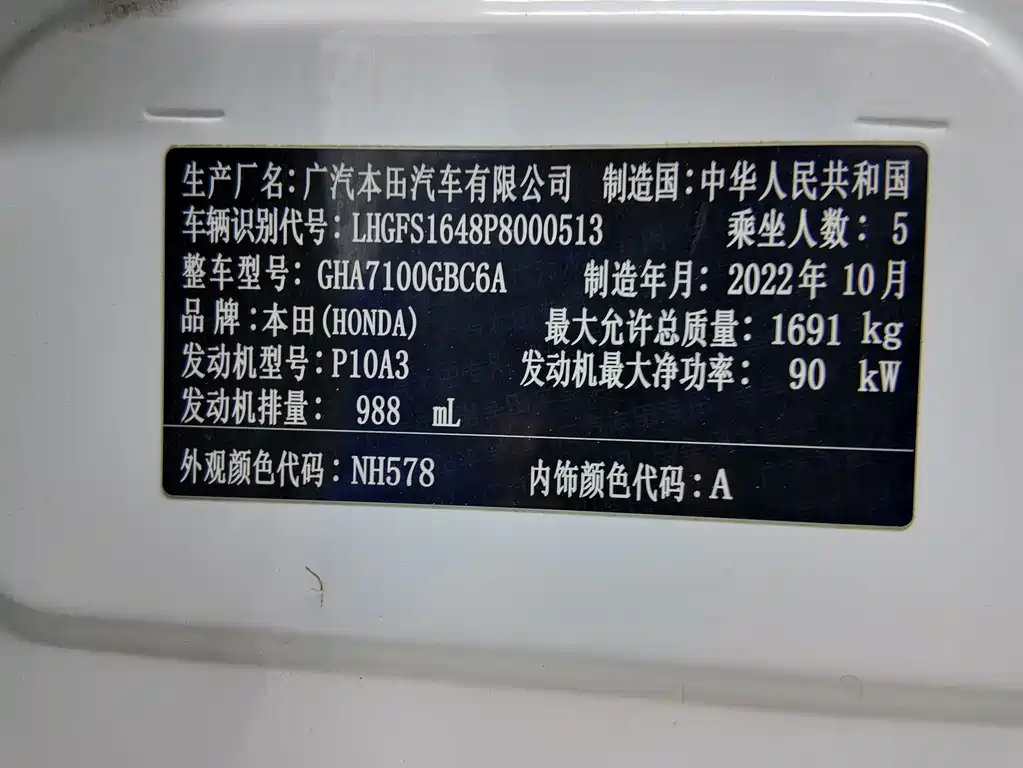 生产厂名:广汽本田汽车有限公司 制造国:中华人民共和国
车辆识别代号:LHGFS1648P8000513 乘坐人数:5
整车型号:GHA7100GBC6A 制造年月:2022年10月
品牌:本田(HONDA) 最大允许总质量:1691 kg
发动机型号:P10A3 发动机最大净功率:90 kW
发动机排量:988 mL
外观颜色代码:NH578 内饰颜色代码:A